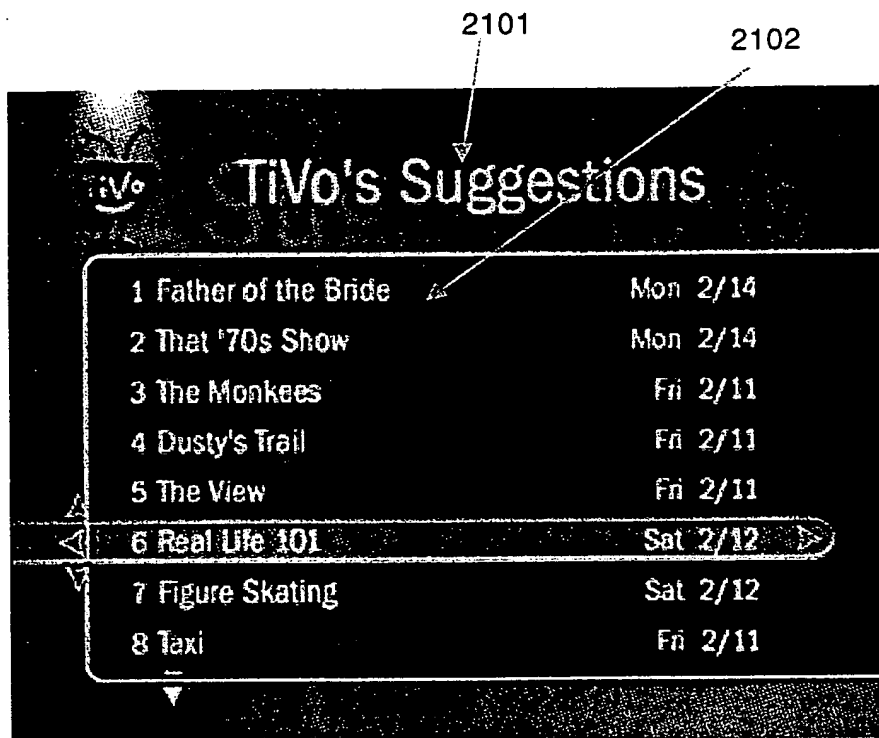 2101
2102
TiVo
TiVo's Suggestions
1 Father of the Bride Mon 2/14
2 That '70s Show Mon 2/14
3 The Monkees Fri 2/11
4 Dusty's Trail Fri 2/11
5 The View Fri 2/11
6 Real Life 101 Sat 2/12
7 Figure Skating Sat 2/12
8 Taxi Fri 2/11